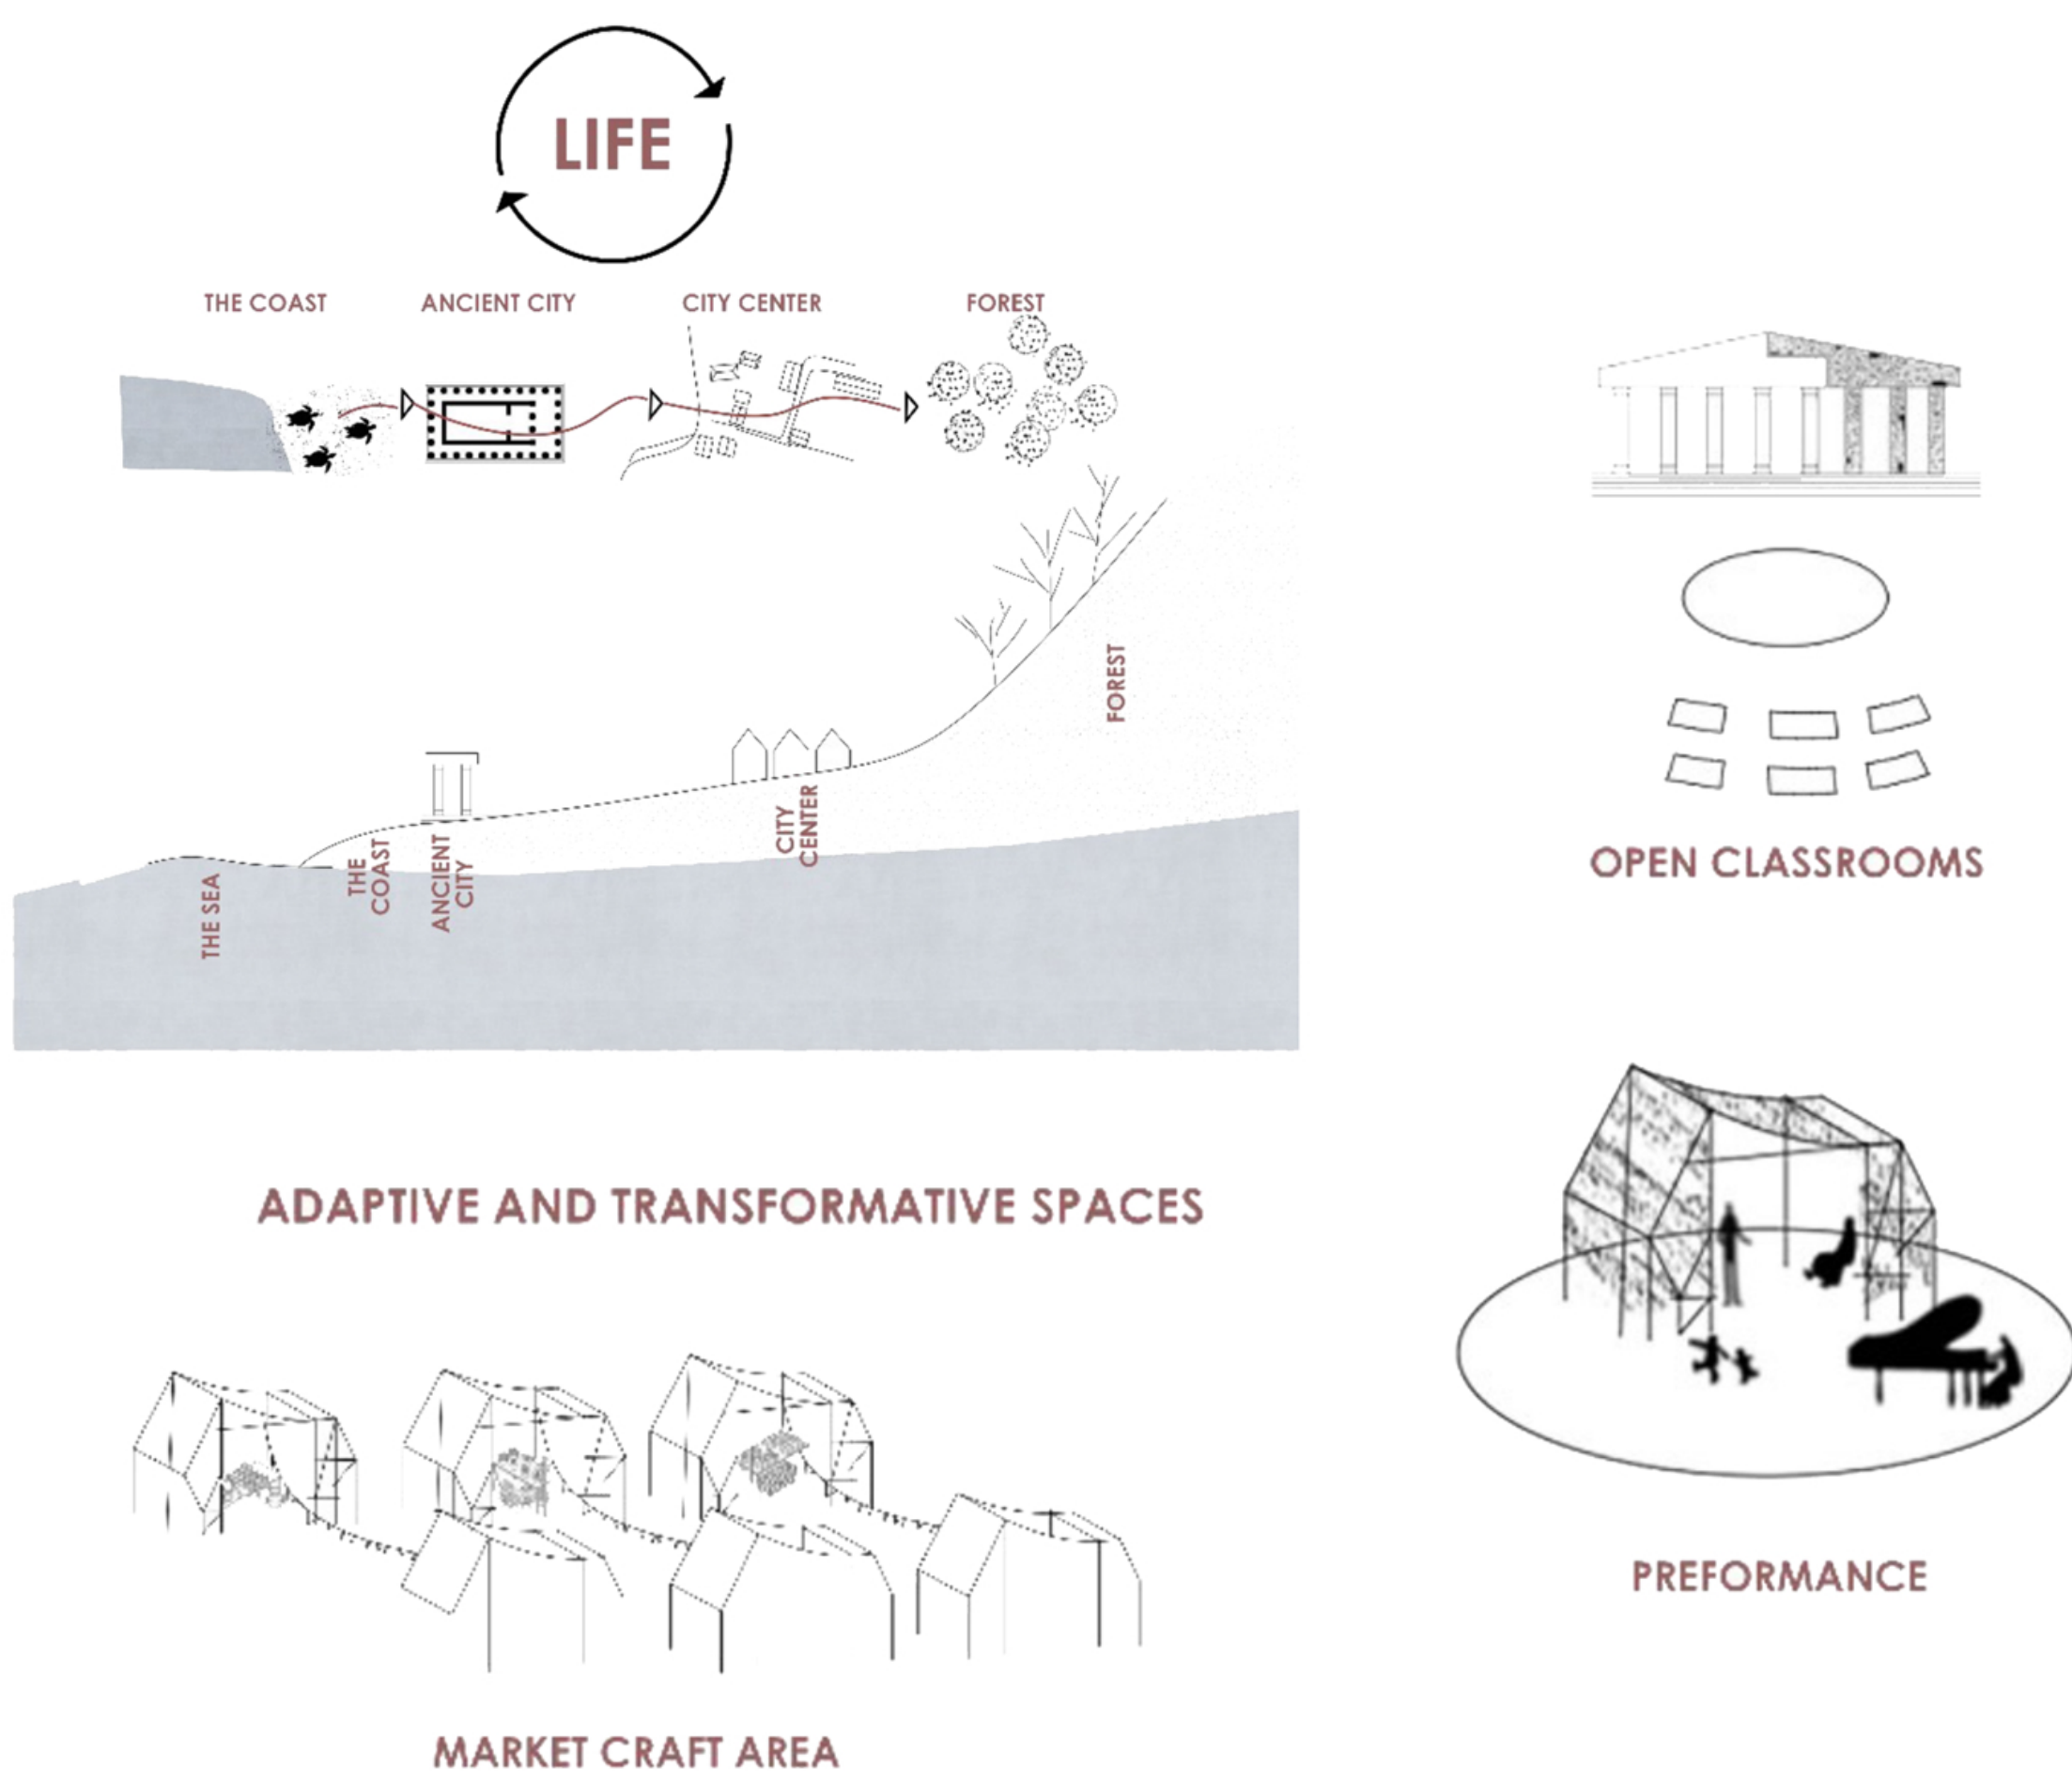 LIFE
THE COAST
ANCIENT CITY
CITY CENTER
FOREST
FOREST
CITY
CENTER
THE
COAST
ANCIENT
CITY
THE SEA
OPEN CLASSROOMS
ADAPTIVE AND TRANSFORMATIVE SPACES
PREFORMANCE
MARKET CRAFT AREA